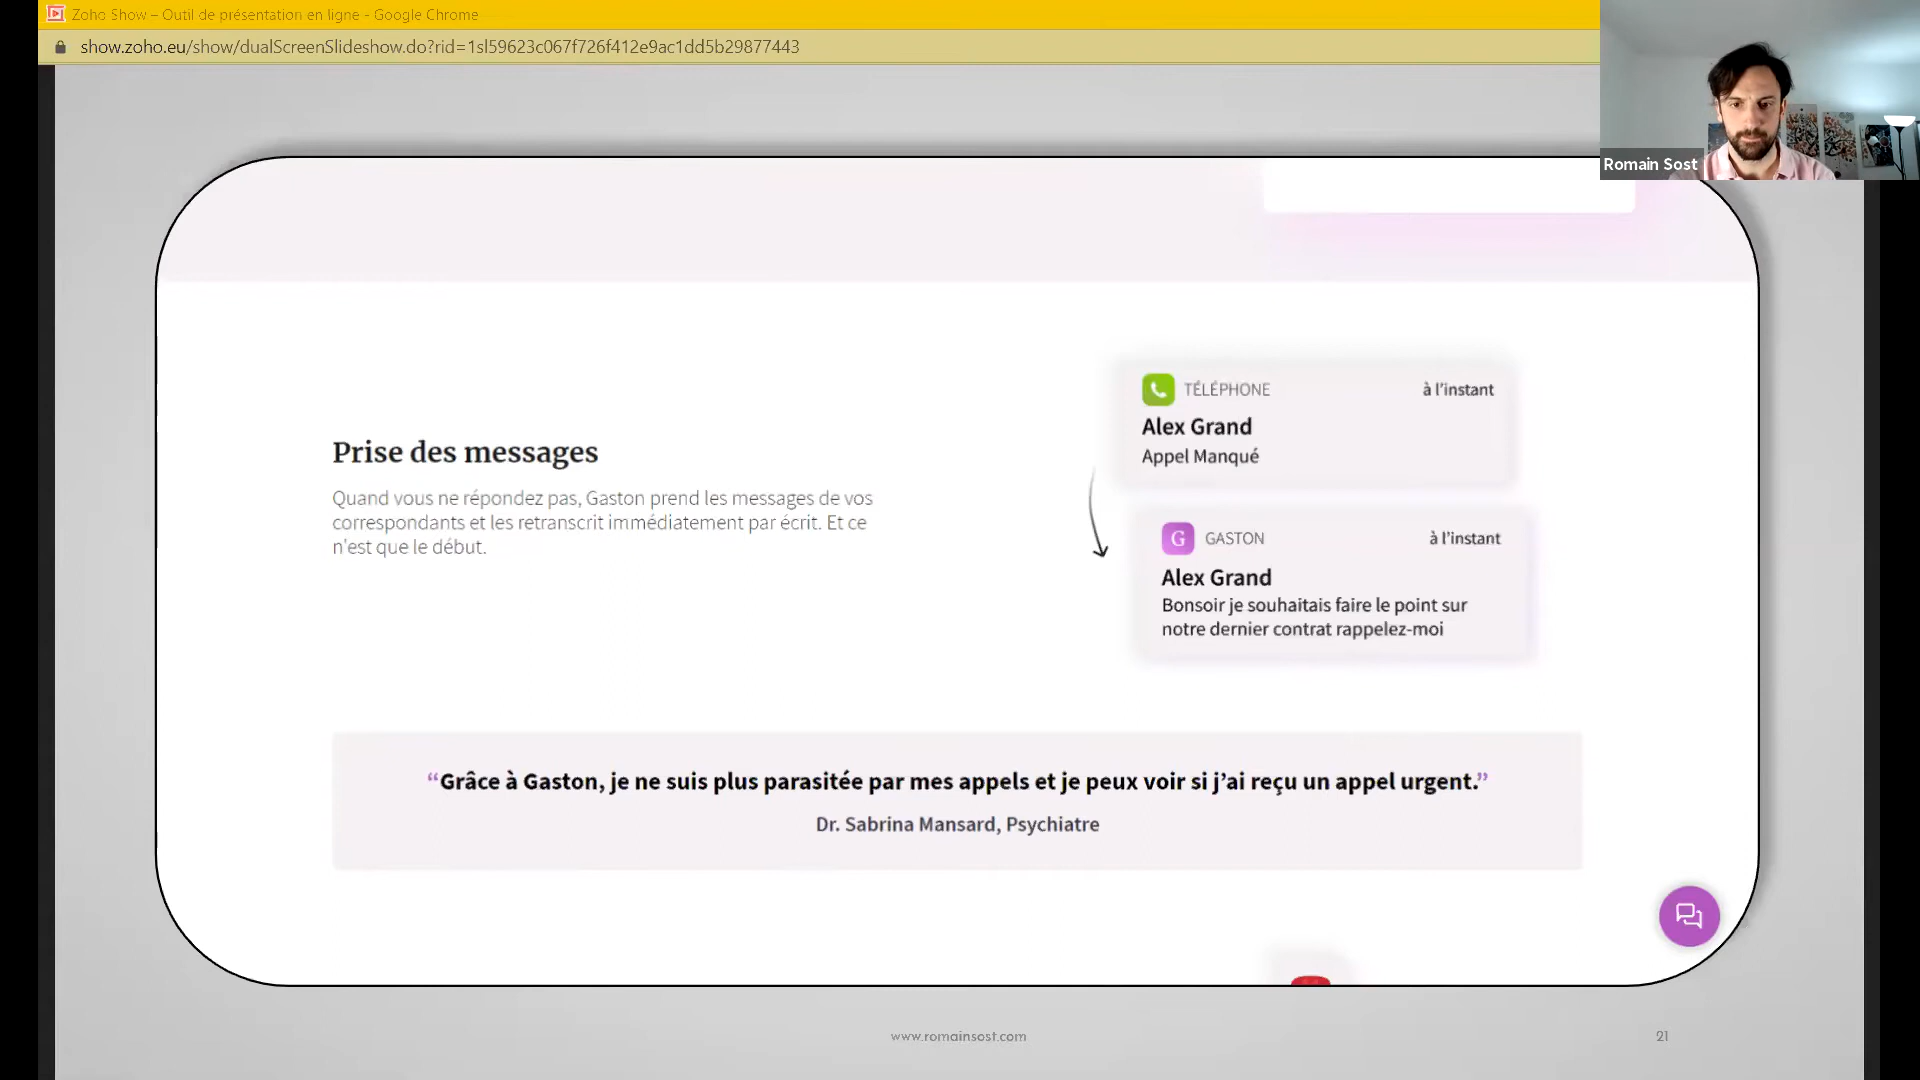 Zoho Show – Outil de présentation en ligne - Google Chrome
show.zoho.eu/show/dualScreenSlideshow.do?rid=1sl59623c067f726f412e9ac1dd5b29877443
Romain Sost
Prise des messages
Quand vous ne répondez pas, Gaston prend les messages de vos
correspondants et les retranscrit immédiatement par écrit. Et ce
n'est que le début.
TÉLÉPHONE à l'instant
Alex Grand
Appel Manqué
G GASTON à l'instant
Alex Grand
Bonsoir je souhaitais faire le point sur
notre dernier contrat rappelez-moi
“Grâce à Gaston, je ne suis plus parasitée par mes appels et je peux voir si j’ai reçu un appel urgent.”
Dr. Sabrina Mansard, Psychiatre
www.romainsost.com
21